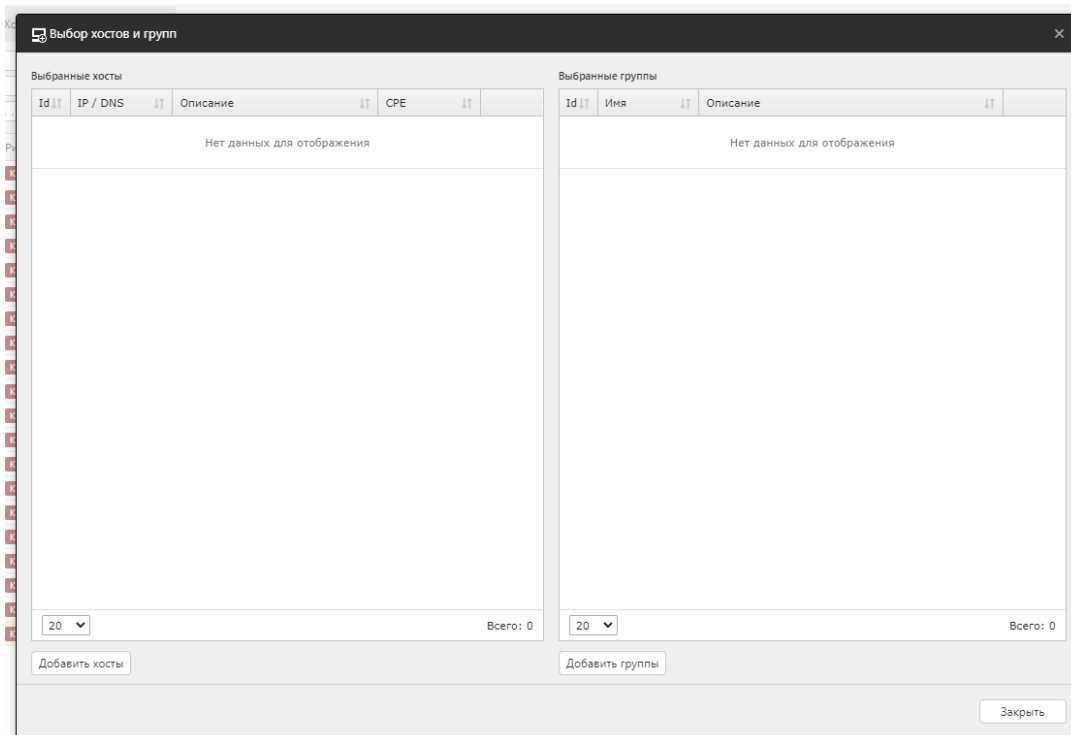 Выбор хостов и групп
Выбранные хосты
Id IP / DNS Описание CPE
Нет данных для отображения
20 Всего: 0
Добавить хосты
Выбранные группы
Id Имя Описание
Нет данных для отображения
20 Всего: 0
Добавить группы
Закрыть